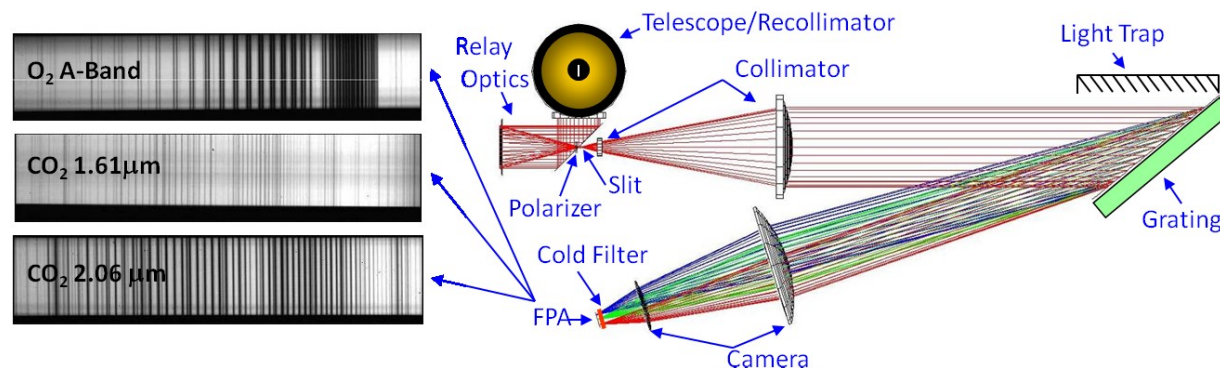 O₂ A-Band
CO₂ 1.61μm
CO₂ 2.06 μm
Relay
Optics
Telescope/Recollimator
Collimator
Light Trap
Polarizer
Slit
Grating
Cold Filter
FPA
Camera